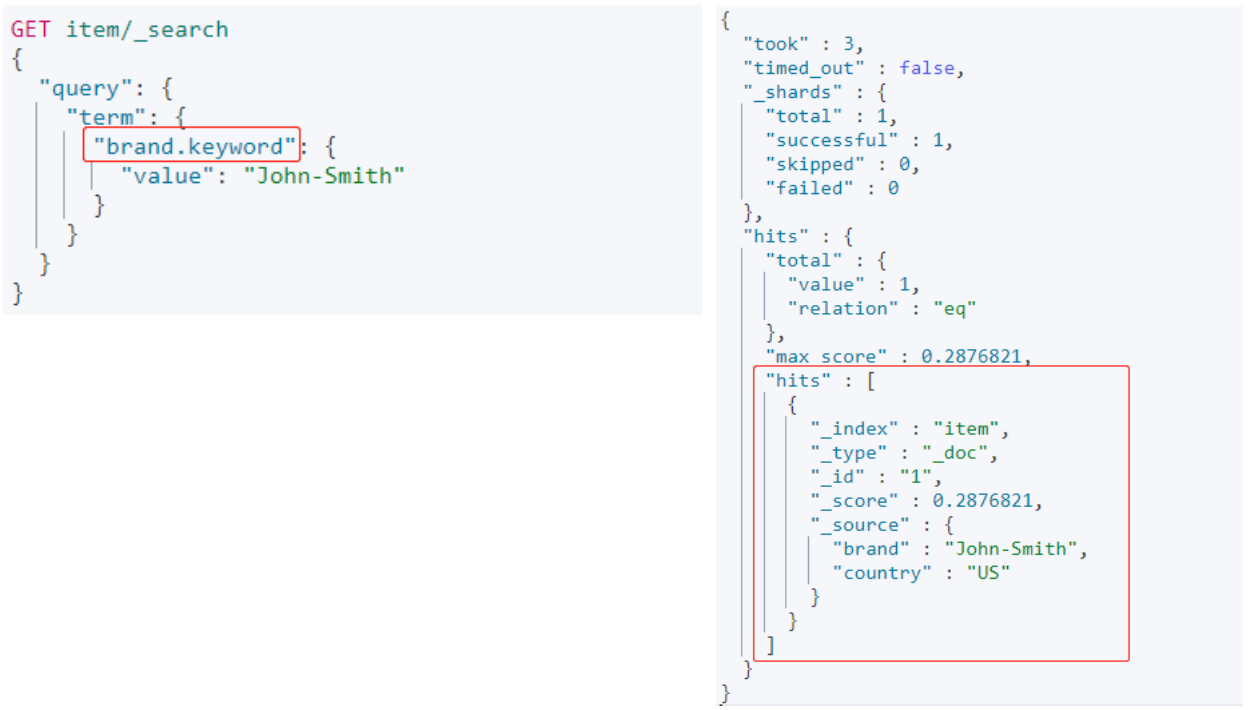 GET item/_search
{
  "query": {
    "term": {
      "brand.keyword": {
        "value": "John-Smith"
      }
    }
  }
}
{
  "took" : 3,
  "timed_out" : false,
  "_shards" : {
    "total" : 1,
    "successful" : 1,
    "skipped" : 0,
    "failed" : 0
  },
  "hits" : {
    "total" : {
      "value" : 1,
      "relation" : "eq"
    },
    "max_score" : 0.2876821,
    "hits" : [
      {
        "_index" : "item",
        "_type" : "_doc",
        "_id" : "1",
        "_score" : 0.2876821,
        "_source" : {
          "brand" : "John-Smith",
          "country" : "US"
        }
      }
    ]
  }
}